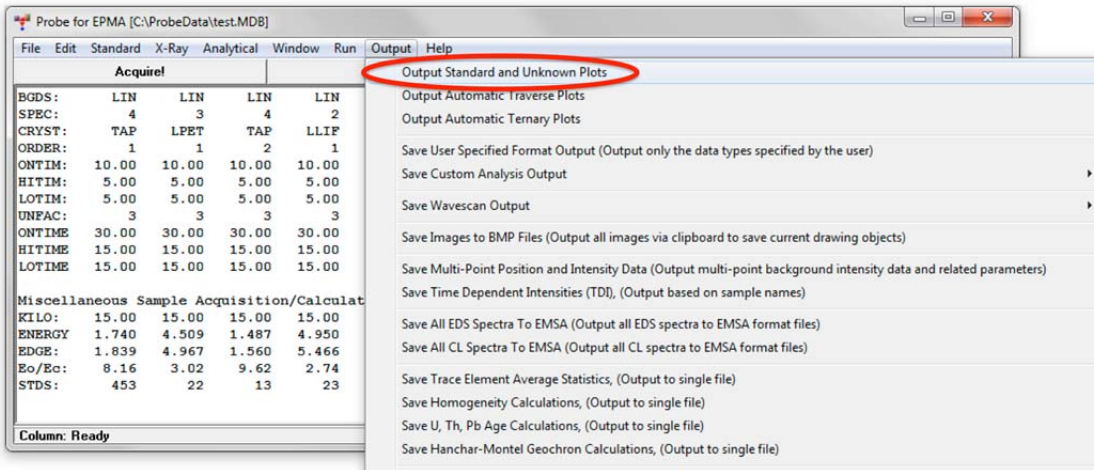 Probe for EPMA [C:\ProbeData\test.MDB]
File Edit Standard X-Ray Analytical Window Run Output Help
Acquire!
Output Standard and Unknown Plots
Output Automatic Traverse Plots
Output Automatic Ternary Plots
Save User Specified Format Output (Output only the data types specified by the user)
Save Custom Analysis Output
Save Wavescan Output
Save Images to BMP Files (Output all images via clipboard to save current drawing objects)
Save Multi-Point Position and Intensity Data (Output multi-point background intensity data and related parameters)
Save Time Dependent Intensities (TDI), (Output based on sample names)
Save All EDS Spectra To EMSA (Output all EDS spectra to EMSA format files)
Save All CL Spectra To EMSA (Output all CL spectra to EMSA format files)
Save Trace Element Average Statistics, (Output to single file)
Save Homogeneity Calculations, (Output to single file)
Save U, Th, Pb Age Calculations, (Output to single file)
Save Hanchar-Montel Geochron Calculations, (Output to single file)
BGDS: LIN LIN LIN LIN
SPEC: 4 3 4 2
CRYST: TAP LPET TAP LLIF
ORDER: 1 1 2 1
ONTIM: 10.00 10.00 10.00 10.00
HITIM: 5.00 5.00 5.00 5.00
LOTIM: 5.00 5.00 5.00 5.00
UNFAC: 3 3 3 3
ONTIME 30.00 30.00 30.00 30.00
HITIME 15.00 15.00 15.00 15.00
LOTIME 15.00 15.00 15.00 15.00
Miscellaneous Sample Acquisition/Calculat
KILO: 15.00 15.00 15.00 15.00
ENERGY 1.740 4.509 1.487 4.950
EDGE: 1.839 4.967 1.560 5.466
Eo/Ec: 8.16 3.02 9.62 2.74
STDS: 453 22 13 23
Column: Ready